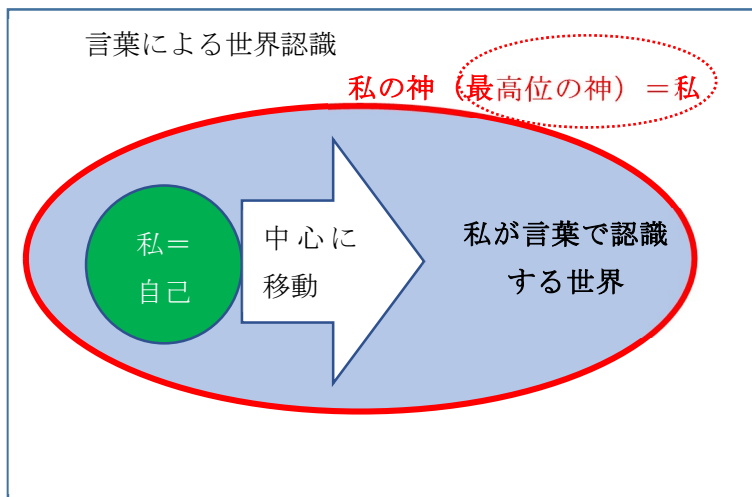 言葉による世界認識
私の神（最高位の神）＝私
私＝
自己
中心に
移動
私が言葉で認識
する世界